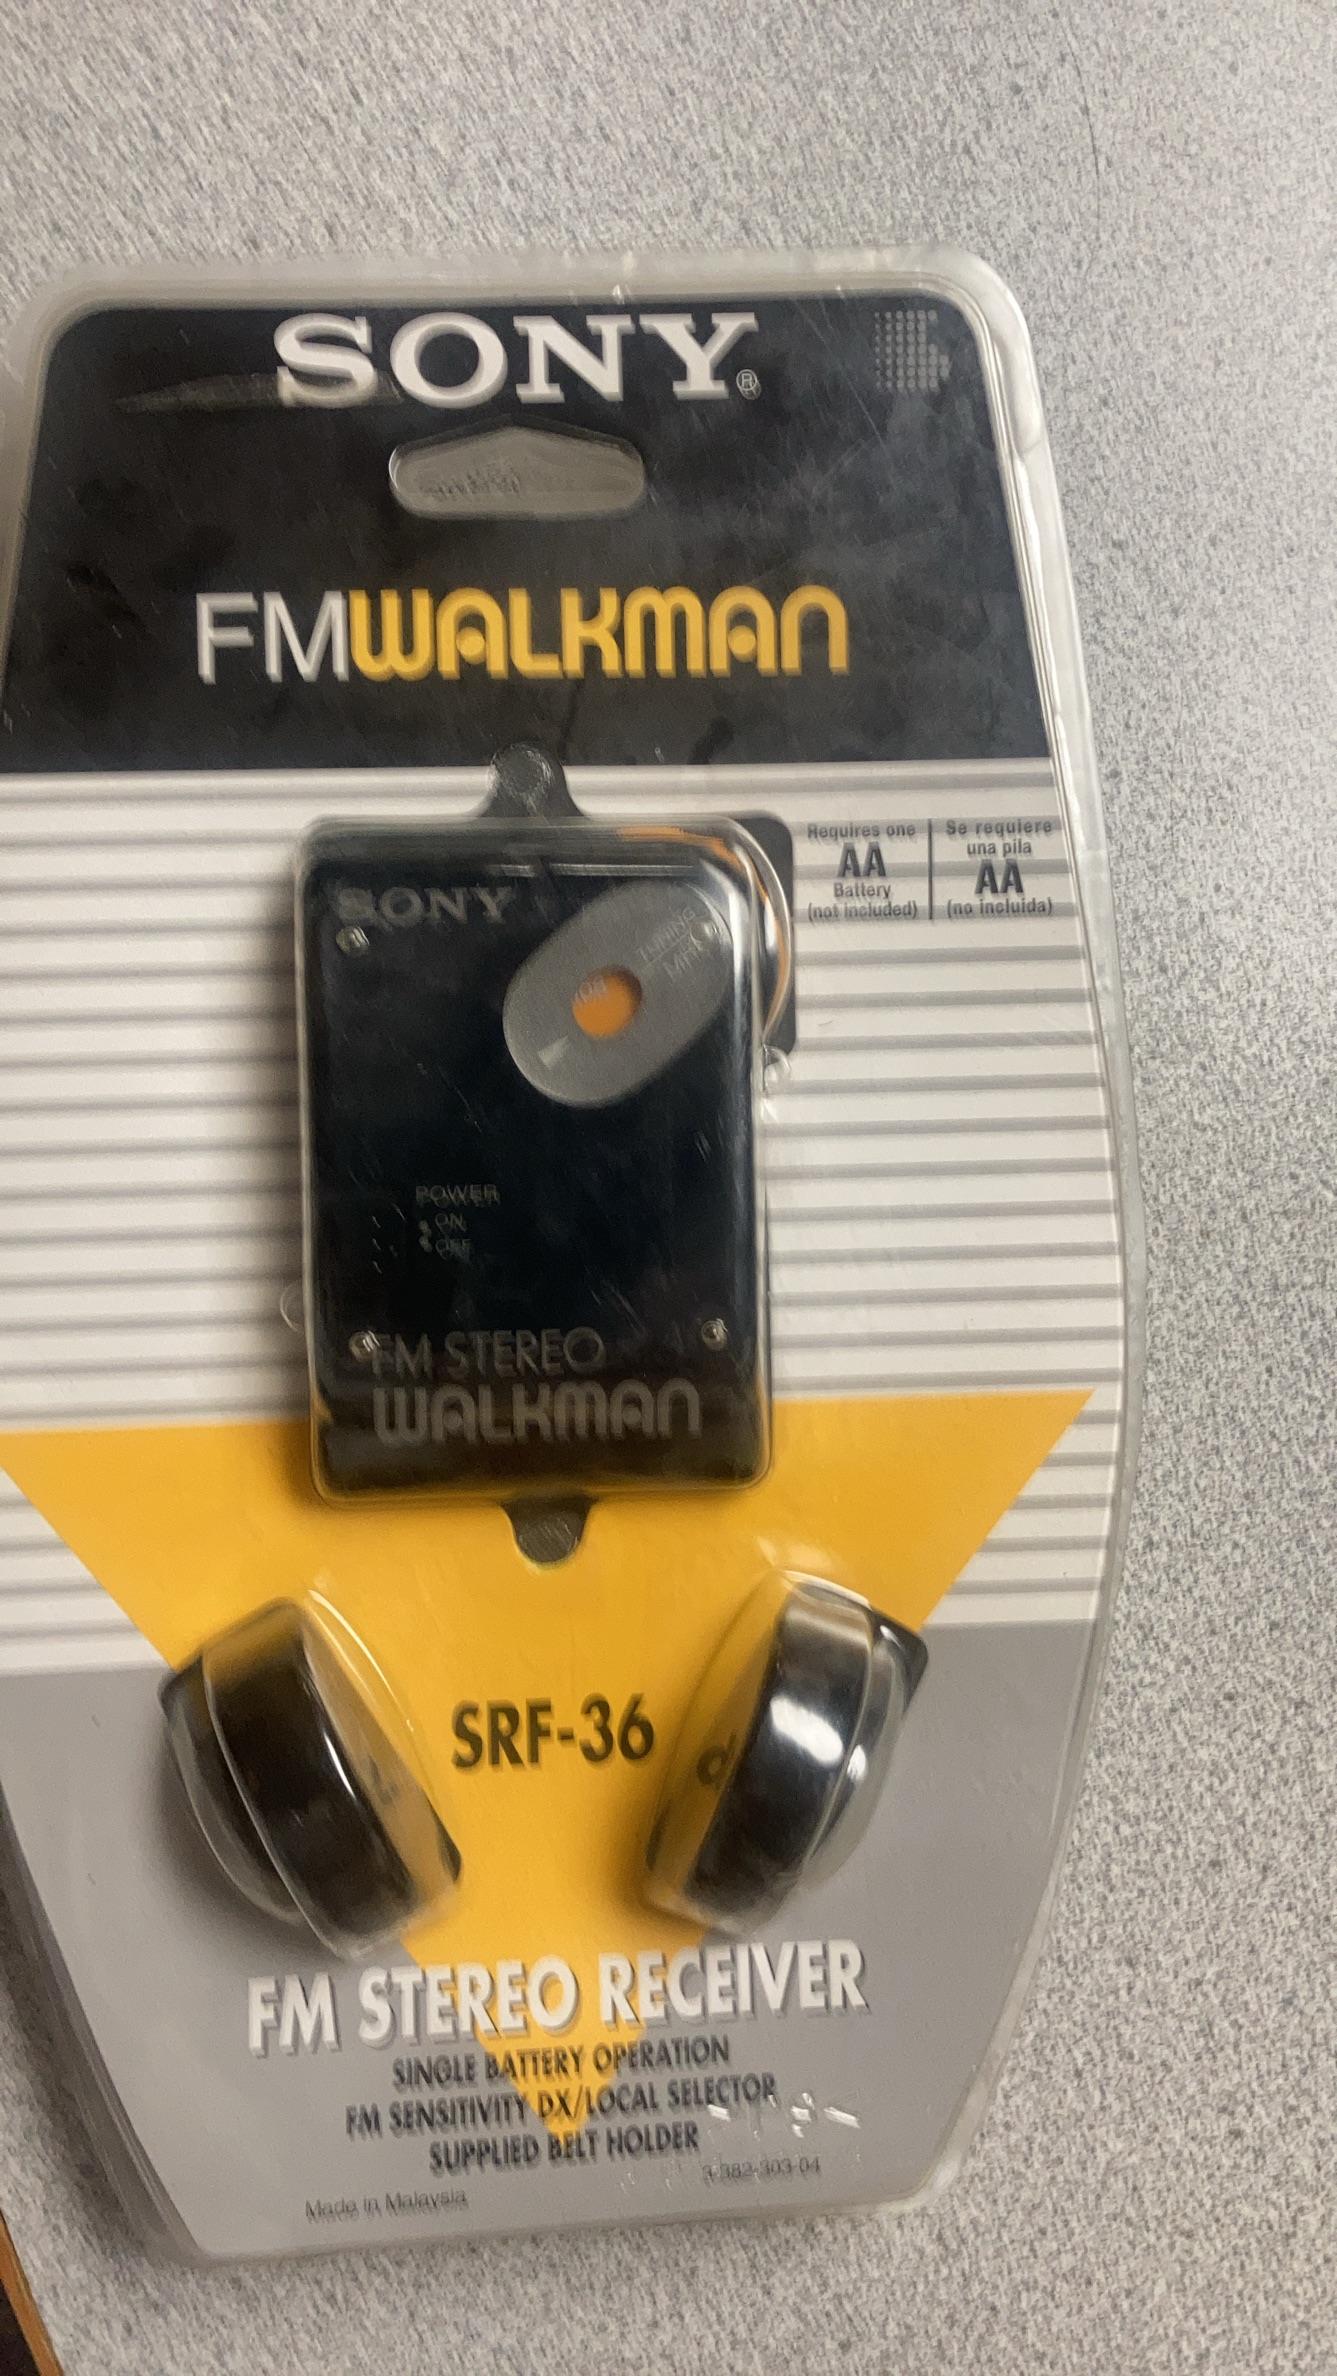 SONY®
FMWALKMAN
Requires one
AA
Battery
(not included)
Se requiere
una pila
AA
(no incluida)
SONY
TUNING
MHz
POWER
ON
OFF
FM STEREO
WALKMAN
SRF-36
FM STEREO RECEIVER
SINGLE BATTERY OPERATION
FM SENSITIVITY DX/LOCAL SELECTOR
SUPPLIED BELT HOLDER
3-382-303-04
Made in Malaysia